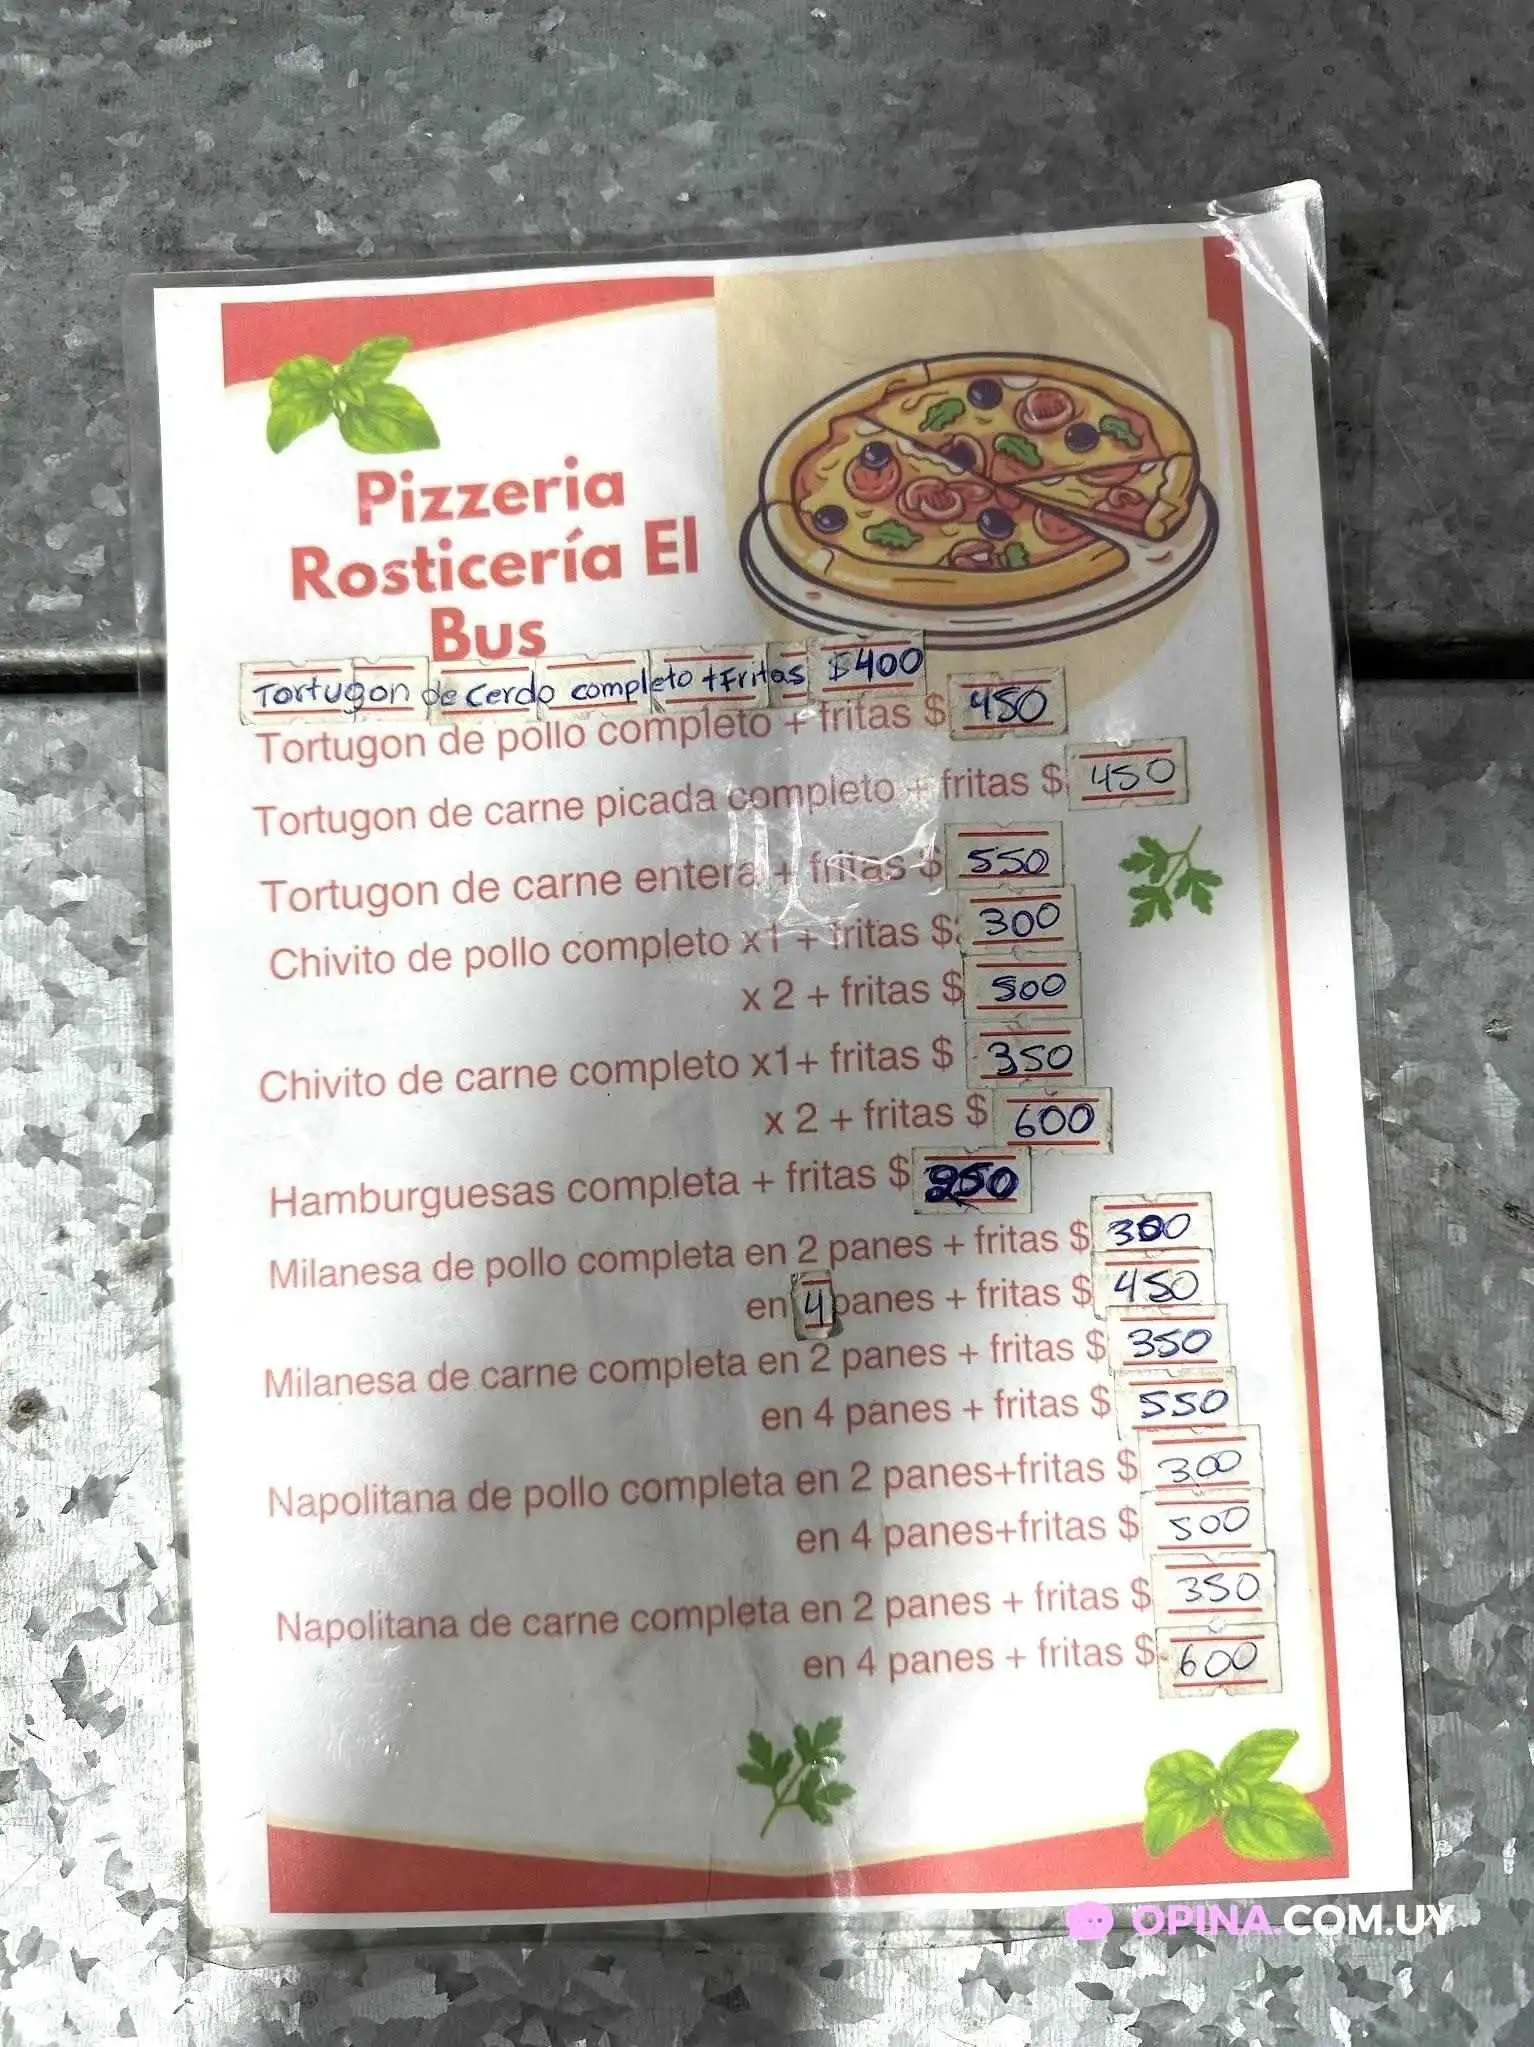 Pizzeria
Rosticería El
Bus
Tortugon de cerdo completo + Fritas $400
Tortugon de pollo completo + fritas $ 450
Tortugon de carne picada completo + fritas $ 450
Tortugon de carne entera + fritas $ 550
Chivito de pollo completo x1 + fritas $ 300
x 2 + fritas $ 500
Chivito de carne completo x1+ fritas $ 350
x 2 + fritas $ 600
Hamburguesas completa + fritas $ 250
Milanesa de pollo completa en 2 panes + fritas $ 300
en 4 panes + fritas $ 450
Milanesa de carne completa en 2 panes + fritas $ 350
en 4 panes + fritas $ 550
Napolitana de pollo completa en 2 panes+fritas $ 300
en 4 panes+fritas $ 500
Napolitana de carne completa en 2 panes + fritas $ 350
en 4 panes + fritas $ 600
OPINA.COM.UY